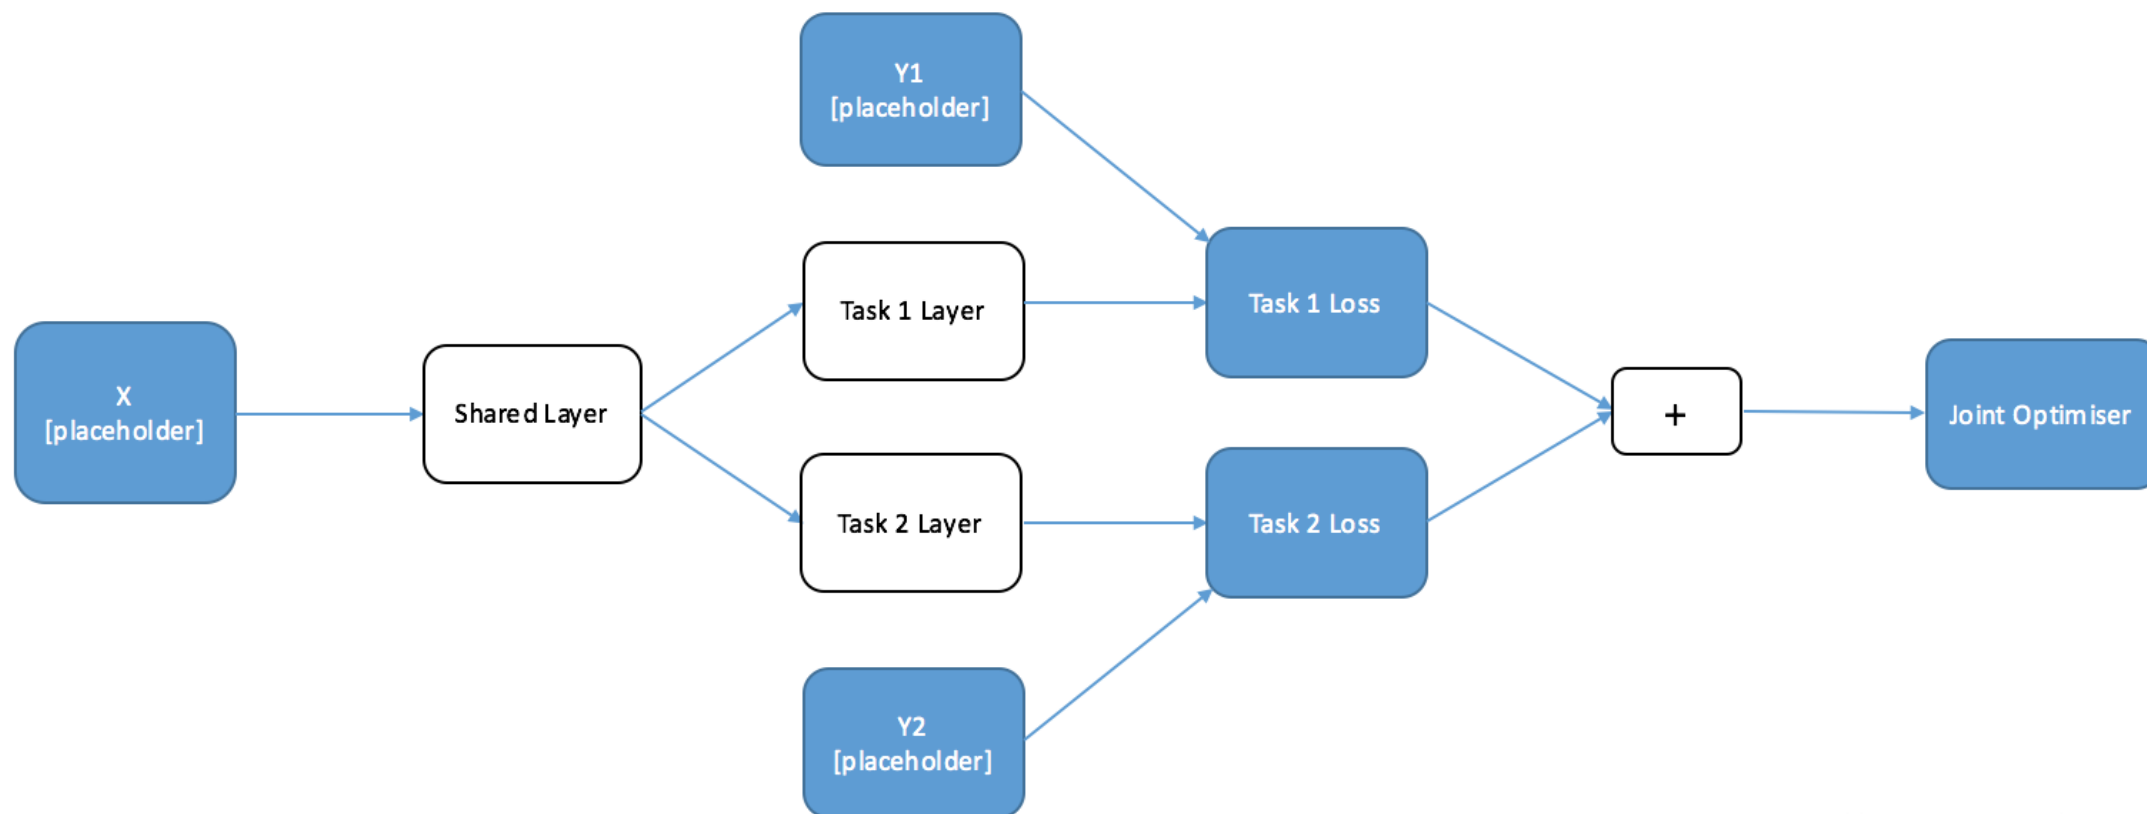 Y1
[placeholder]
Task 1 Layer
Task 1 Loss
X
[placeholder]
Shared Layer
+
Joint Optimiser
Task 2 Layer
Task 2 Loss
Y2
[placeholder]